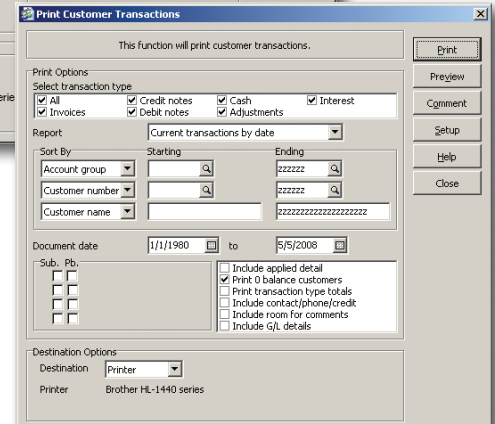 Print Customer Transactions
This function will print customer transactions.
Print
Preview
Comment
Setup
Help
Close
Print Options
Select transaction type
All Credit notes Cash Interest
Invoices Debit notes Adjustments
Report Current transactions by date
Sort By Starting Ending
Account group zzzzzz
Customer number zzzzzz
Customer name zzzzzzzzzzzzzzzzzzzz
Document date 1/1/1980 to 5/5/2008
Sub. Pb.
Include applied detail
Print 0 balance customers
Print transaction type totals
Include contact/phone/credit
Include room for comments
Include G/L details
Destination Options
Destination Printer
Printer Brother HL-1440 series